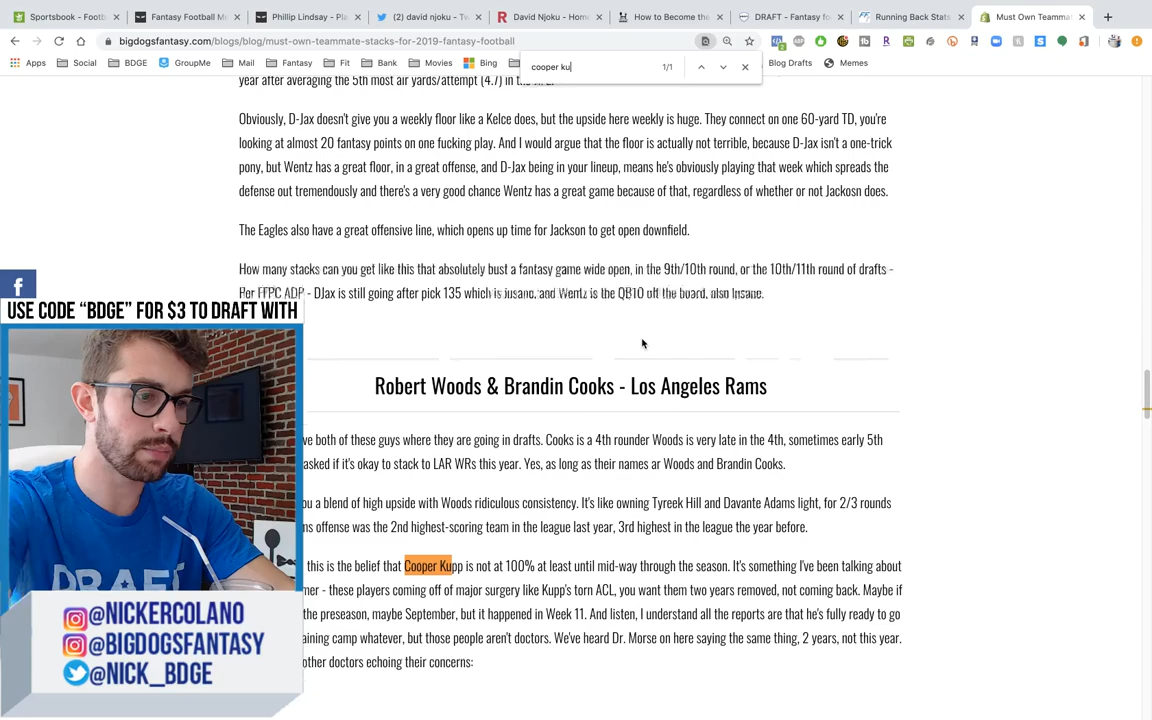 Sportsbook - Footb
Fantasy Football Mi
Phillip Lindsay - Pla
(2) david njoku - Tw
David Njoku - Home
How to Become the
DRAFT - Fantasy fo
Running Back Stats
Must Own Teammat
bigdogsfantasy.com/blogs/blog/must-own-teammate-stacks-for-2019-fantasy-football
Apps
Social
BDGE
GroupMe
Mail
Fantasy
Fit
Bank
Movies
Bing
Blog Drafts
Memes
cooper ku
1/1
year after averaging the 5th most air yards/attempt (4.7) in the
Obviously, D-Jax doesn't give you a weekly floor like a Kelce does, but the upside here weekly is huge. They connect on one 60-yard TD, you're
looking at almost 20 fantasy points on one fucking play. And I would argue that the floor is actually not terrible, because D-Jax isn't a one-trick
pony, but Wentz has a great floor, in a great offense, and D-Jax being in your lineup, means he's obviously playing that week which spreads the
defense out tremendously and there's a very good chance Wentz has a great game because of that, regardless of whether or not Jackosn does.
The Eagles also have a great offensive line, which opens up time for Jackson to get open downfield.
How many stacks can you get like this that absolutely bust a fantasy game wide open, in the 9th/10th round, or the 10th/11th round of drafts -
Per FFPC ADP - DJax is still going after pick 135 which is insane, and Wentz is the QB10 off the board, also insane.
Robert Woods & Brandin Cooks - Los Angeles Rams
ve both of these guys where they are going in drafts. Cooks is a 4th rounder Woods is very late in the 4th, sometimes early 5th
asked if it's okay to stack to LAR WRs this year. Yes, as long as their names ar Woods and Brandin Cooks.
ou a blend of high upside with Woods ridiculous consistency. It's like owning Tyreek Hill and Davante Adams light, for 2/3 rounds
ms offense was the 2nd highest-scoring team in the league last year, 3rd highest in the league the year before.
this is the belief that Cooper Kupp is not at 100% at least until mid-way through the season. It's something I've been talking about
mer - these players coming off of major surgery like Kupp's torn ACL, you want them two years removed, not coming back. Maybe if
the preseason, maybe September, but it happened in Week 11. And listen, I understand all the reports are that he's fully ready to go
aining camp whatever, but those people aren't doctors. We've heard Dr. Morse on here saying the same thing, 2 years, not this year.
other doctors echoing their concerns:
f
USE CODE "BDGE" FOR $3 TO DRAFT WITH
DRAFT
@NICKERCOLANO
@BIGDOGSFANTASY
@NICK_BDGE